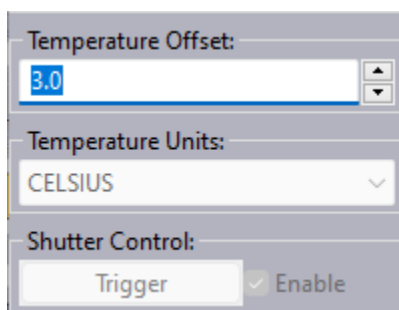 Temperature Offset:
3.0
Temperature Units:
CELSIUS
Shutter Control:
Trigger Enable